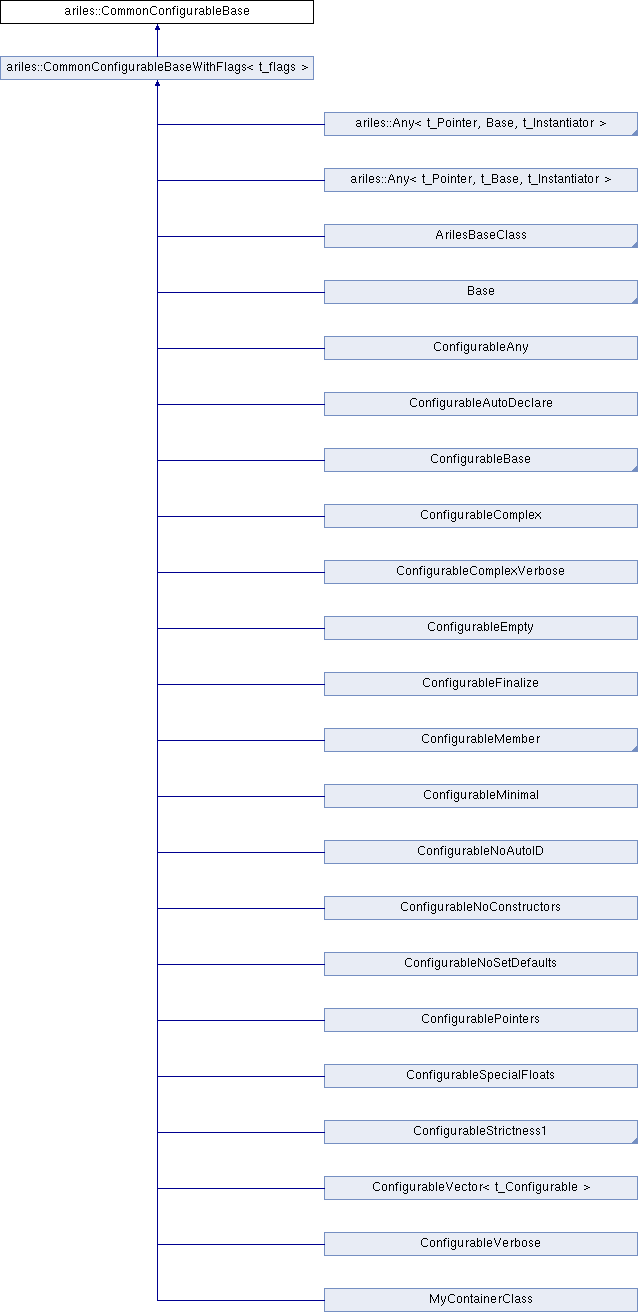 ariles::CommonConfigurableBase
ariles::CommonConfigurableBaseWithFlags< t_flags >
ariles::Any< t_Pointer, Base, t_Instantiator >
ariles::Any< t_Pointer, t_Base, t_Instantiator >
ArilesBaseClass
Base
ConfigurableAny
ConfigurableAutoDeclare
ConfigurableBase
ConfigurableComplex
ConfigurableComplexVerbose
ConfigurableEmpty
ConfigurableFinalize
ConfigurableMember
ConfigurableMinimal
ConfigurableNoAutoID
ConfigurableNoConstructors
ConfigurableNoSetDefaults
ConfigurablePointers
ConfigurableSpecialFloats
ConfigurableStrictness1
ConfigurableVector< t_Configurable >
ConfigurableVerbose
MyContainerClass